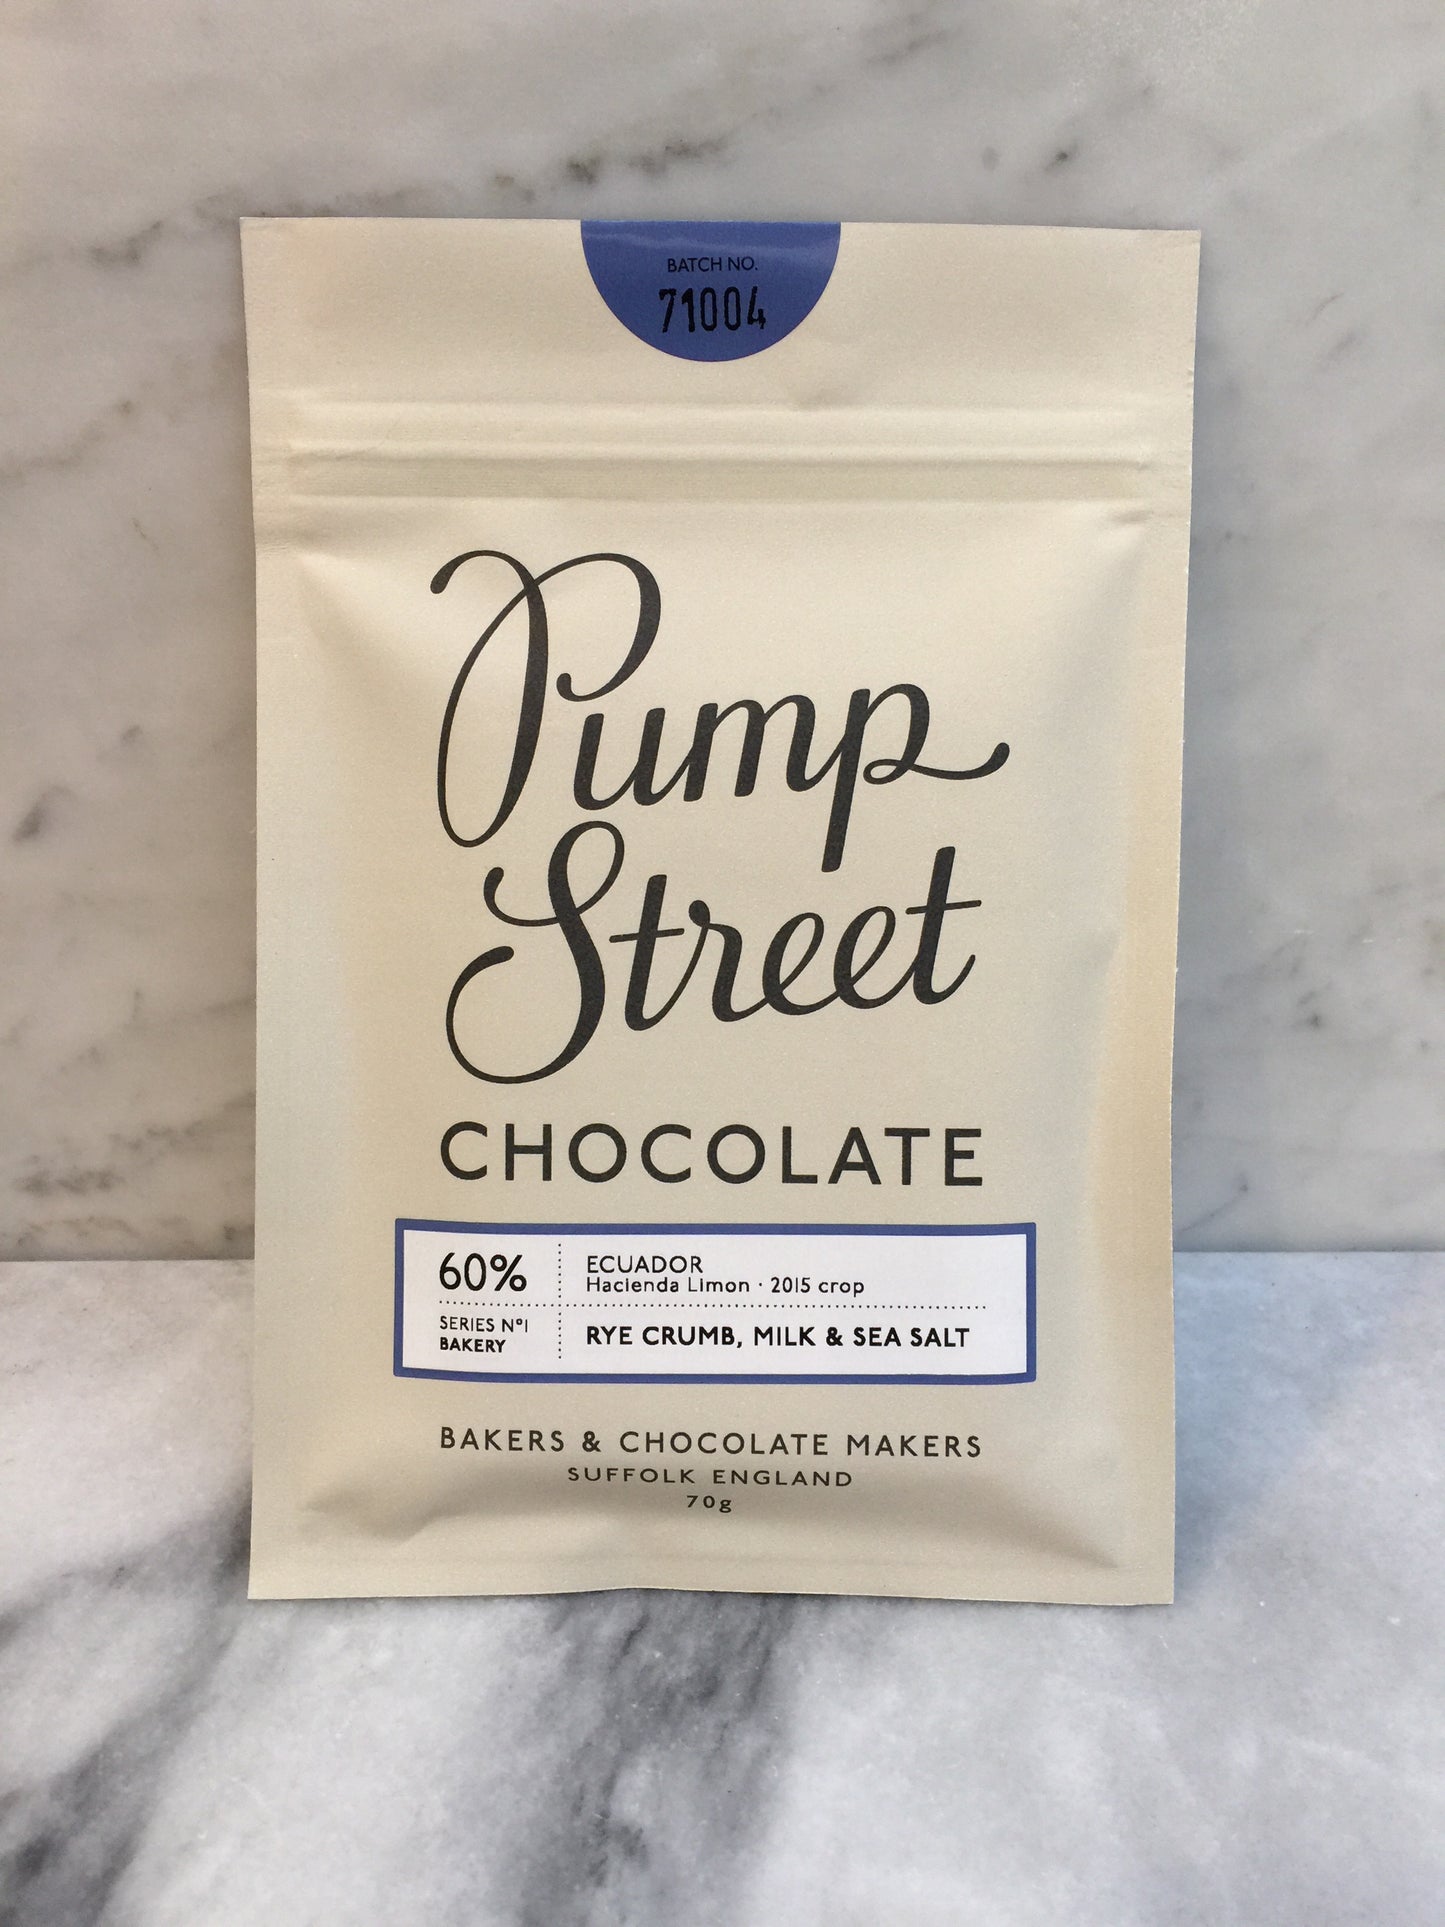 BATCH NO.
71004
Pump
Street
CHOCOLATE
60%
ECUADOR
Hacienda Limon · 2015 crop
SERIES Nº1
BAKERY
RYE CRUMB, MILK & SEA SALT
BAKERS & CHOCOLATE MAKERS
SUFFOLK ENGLAND
70g